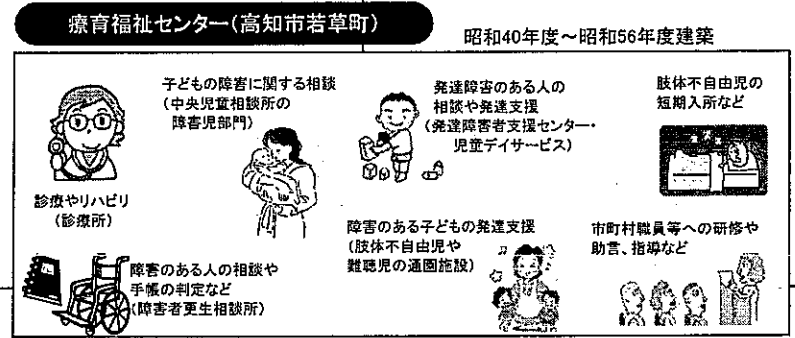 療育福祉センター(高知市若草町)
昭和40年度～昭和56年度建築
診療やリハビリ
(診療所)
子どもの障害に関する相談
(中央児童相談所の
障害児部門)
発達障害のある人の
相談や発達支援
(発達障害者支援センター・
児童デイサービス)
肢体不自由児の
短期入所など
障害のある人の相談や
手帳の判定など
(障害者更生相談所)
障害のある子どもの発達支援
(肢体不自由児や
難聴児の通園施設)
市町村職員等への研修や
助言、指導など